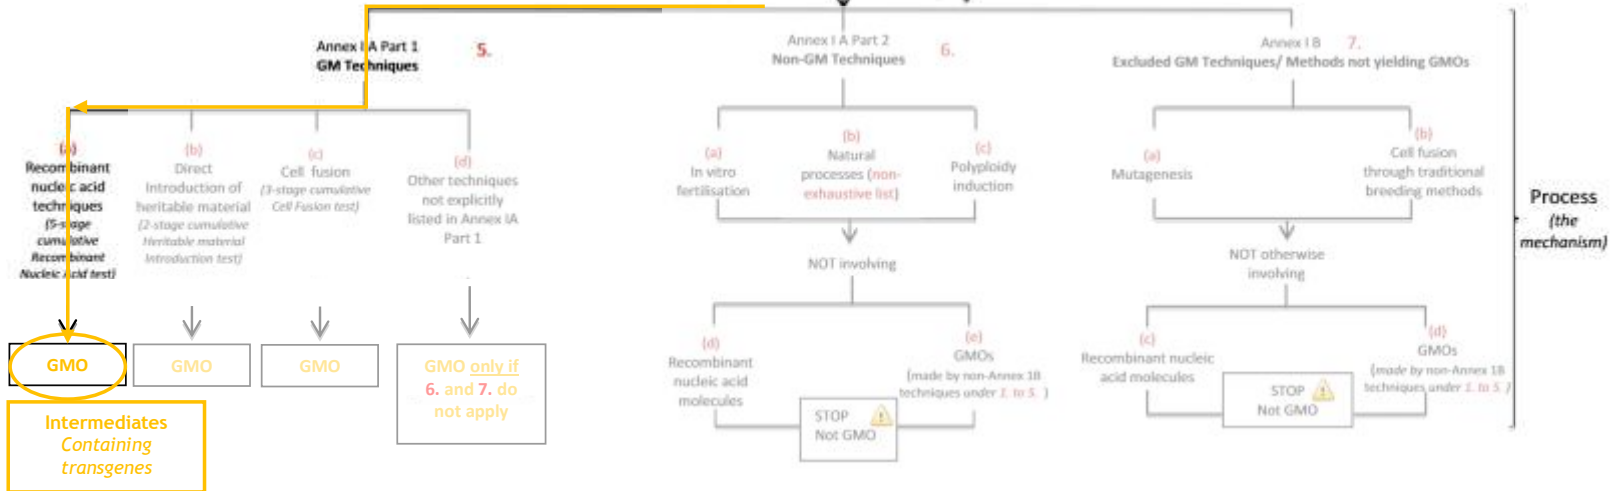 Annex I A Part 1
GM Techniques
5.
(a)
Recombinant
nucleic acid
techniques
(5-stage
cumulative
Recombinant
Nucleic Acid test)
(b)
Direct
Introduction of
heritable material
(2-stage cumulative
Heritable material
Introduction test)
(c)
Cell fusion
(3-stage cumulative
Cell Fusion test)
(d)
Other techniques
not explicitly
listed in Annex IA
Part 1
GMO
GMO
GMO
GMO only if
6. and 7. do
not apply
Intermediates
Containing
transgenes
Annex I A Part 2
Non-GM Techniques
6.
(a)
In vitro
fertilisation
(b)
Natural
processes (non-
exhaustive list)
(c)
Polyploidy
induction
NOT involving
(d)
Recombinant
nucleic acid
molecules
(e)
GMOs
(made by non-Annex 1B
techniques under 1. to 5. )
STOP
Not GMO
Annex I B
7.
Excluded GM Techniques/ Methods not yielding GMOs
(a)
Mutagenesis
(b)
Cell fusion
through traditional
breeding methods
NOT otherwise
involving
(c)
Recombinant nucleic
acid molecules
(d)
GMOs
(made by non-Annex 1B
techniques under 1. to 5. )
STOP
Not GMO
Process
(the
mechanism)